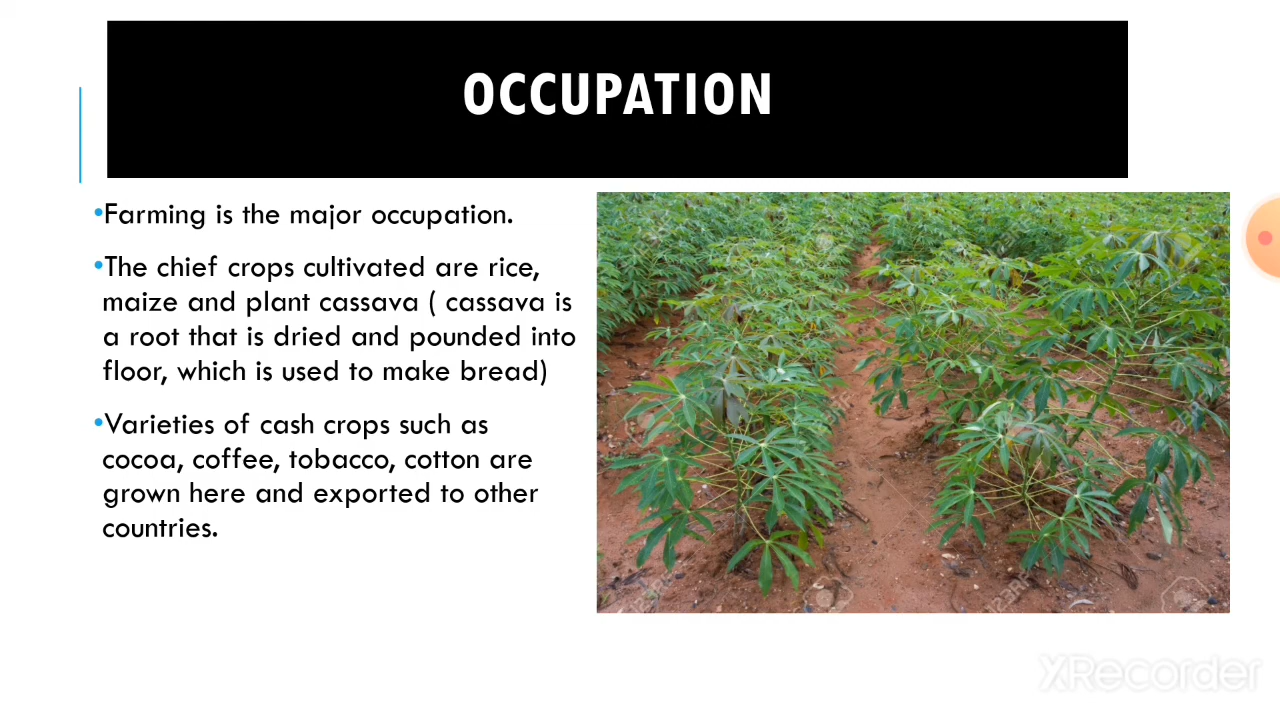 OCCUPATION
•Farming is the major occupation.
•The chief crops cultivated are rice,
maize and plant cassava ( cassava is
a root that is dried and pounded into
floor, which is used to make bread)
•Varieties of cash crops such as
cocoa, coffee, tobacco, cotton are
grown here and exported to other
countries.
123RF
123RF
XRecorder